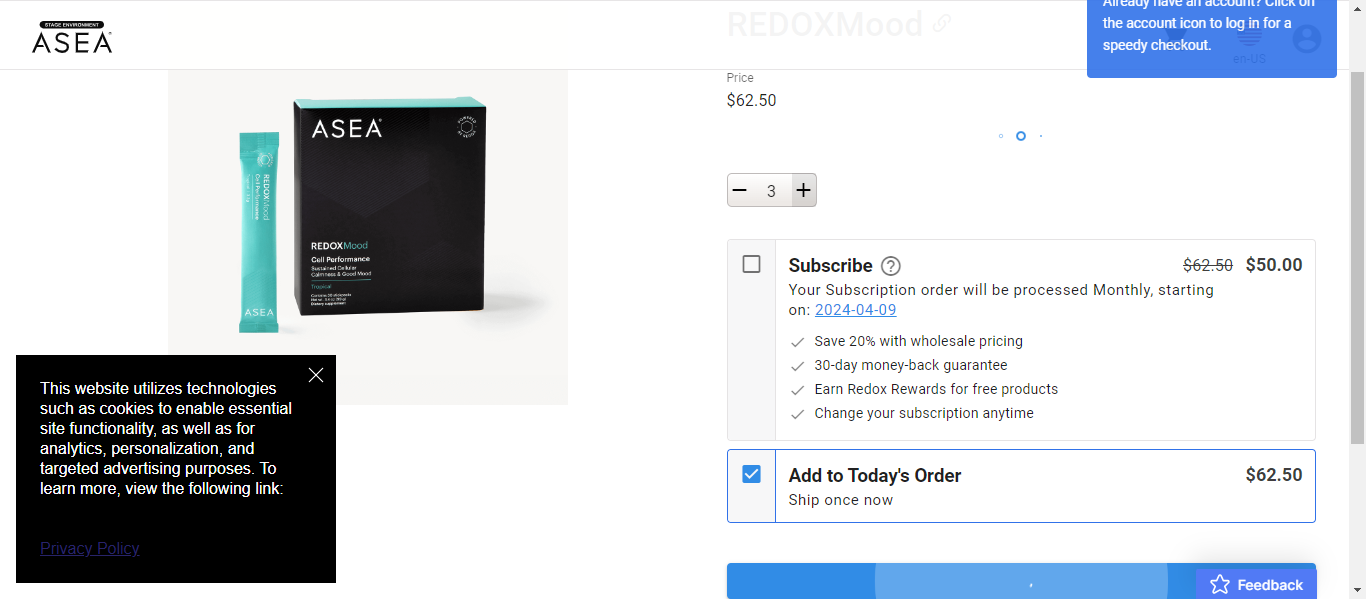 Already have an account? Click on
the account icon to log in for a
speedy checkout.
STAGE ENVIRONMENT
ASEA
REDOXMood
en-US
Price
$62.50
ASEA
REDOXMood
Cell Performance
Sustained Cellular
Calmness & Good Mood
Tropical
REDOXMood
Cell Performance
ASEA
3
Subscribe
$62.50 $50.00
Your Subscription order will be processed Monthly, starting
on: 2024-04-09
Save 20% with wholesale pricing
30-day money-back guarantee
Earn Redox Rewards for free products
Change your subscription anytime
Add to Today's Order
$62.50
Ship once now
This website utilizes technologies
such as cookies to enable essential
site functionality, as well as for
analytics, personalization, and
targeted advertising purposes. To
learn more, view the following link:
Privacy Policy
Feedback